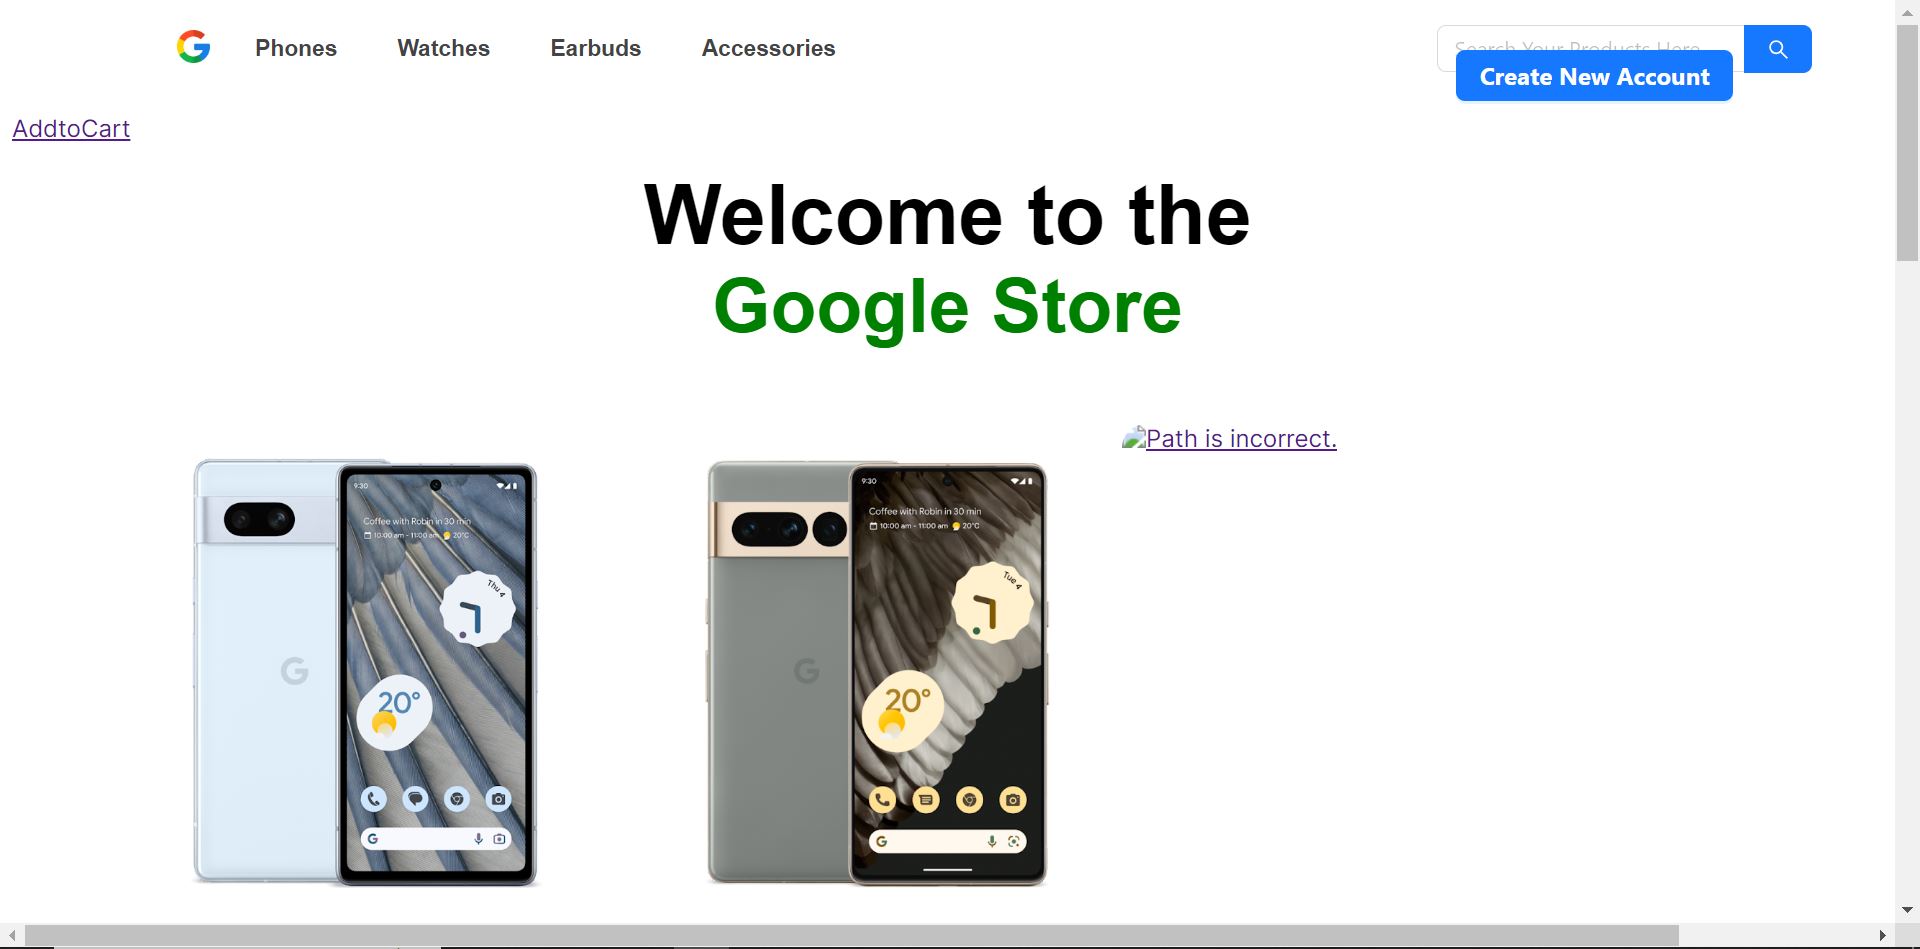 Phones Watches Earbuds Accessories
Search Your Products Here
Create New Account
AddtoCart
Welcome to the
Google Store
Path is incorrect.
9:30
Coffee with Robin in 30 min
10:00 am - 11:00 am 20°C
Thu 4
20°
G
9:30
Coffee with Robin in 30 min
10:00 am - 11:00 am 20°C
Tue 4
20°
G